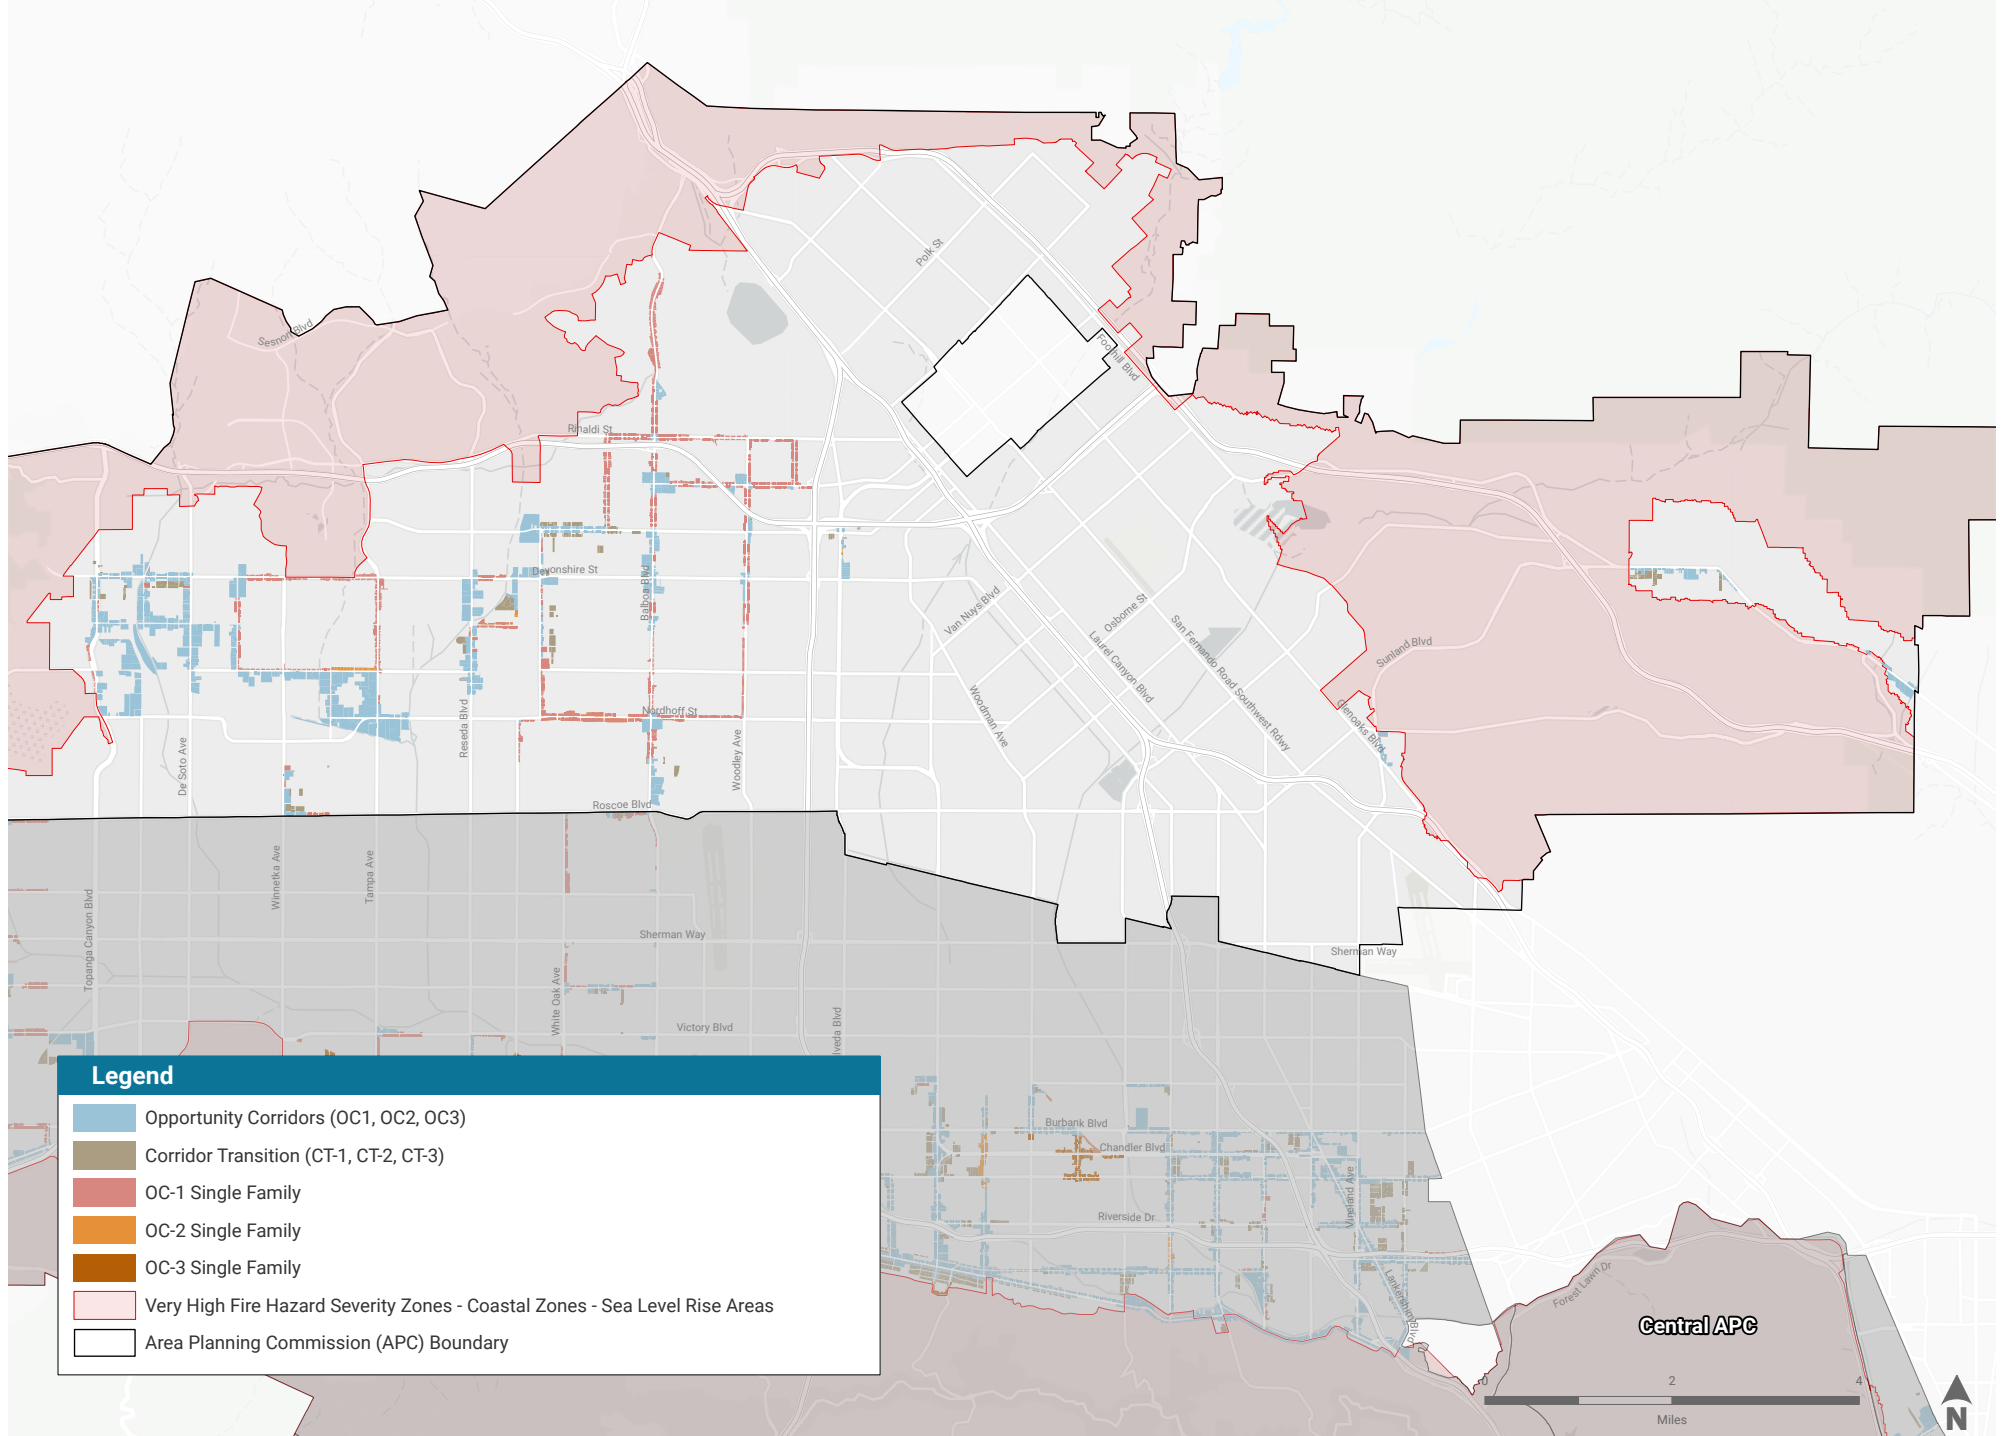 Polk St
Sesnon Blvd
Foothill Blvd
Rinaldi St
Devonshire St
Balboa Blvd
Van Nuys Blvd
Osborne St
Laurel Canyon Blvd
San Fernando Road Southwest Rdwy
Sunland Blvd
Glenoaks Blvd
Woodman Ave
Nordhoff St
Reseda Blvd
De Soto Ave
Woodley Ave
Roscoe Blvd
Winnetka Ave
Tampa Ave
Topanga Canyon Blvd
Sherman Way
Sherman Way
White Oak Ave
Victory Blvd
lveda Blvd
Burbank Blvd
Chandler Blvd
Vineland Ave
Riverside Dr
Lankershim Blvd
Forest Lawn Dr
Central APC
Legend
Opportunity Corridors (OC1, OC2, OC3)
Corridor Transition (CT-1, CT-2, CT-3)
OC-1 Single Family
OC-2 Single Family
OC-3 Single Family
Very High Fire Hazard Severity Zones - Coastal Zones - Sea Level Rise Areas
Area Planning Commission (APC) Boundary
0 2 4
Miles
N